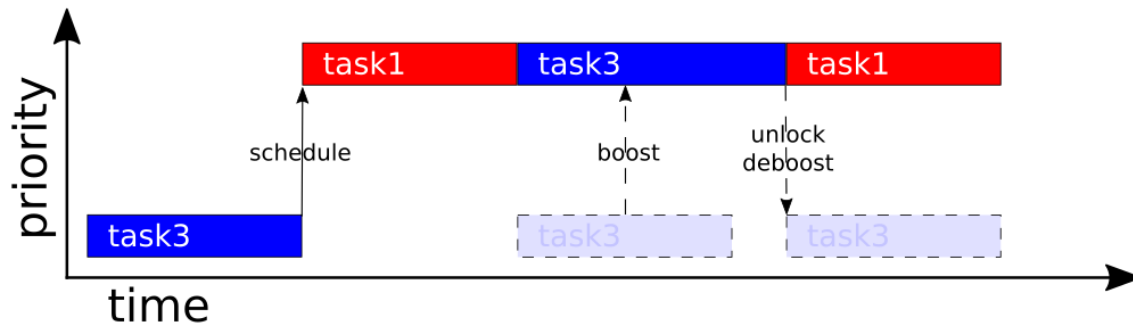 task1
task3
task1
schedule
boost
unlock
deboost
priority
task3
task3
task3
time